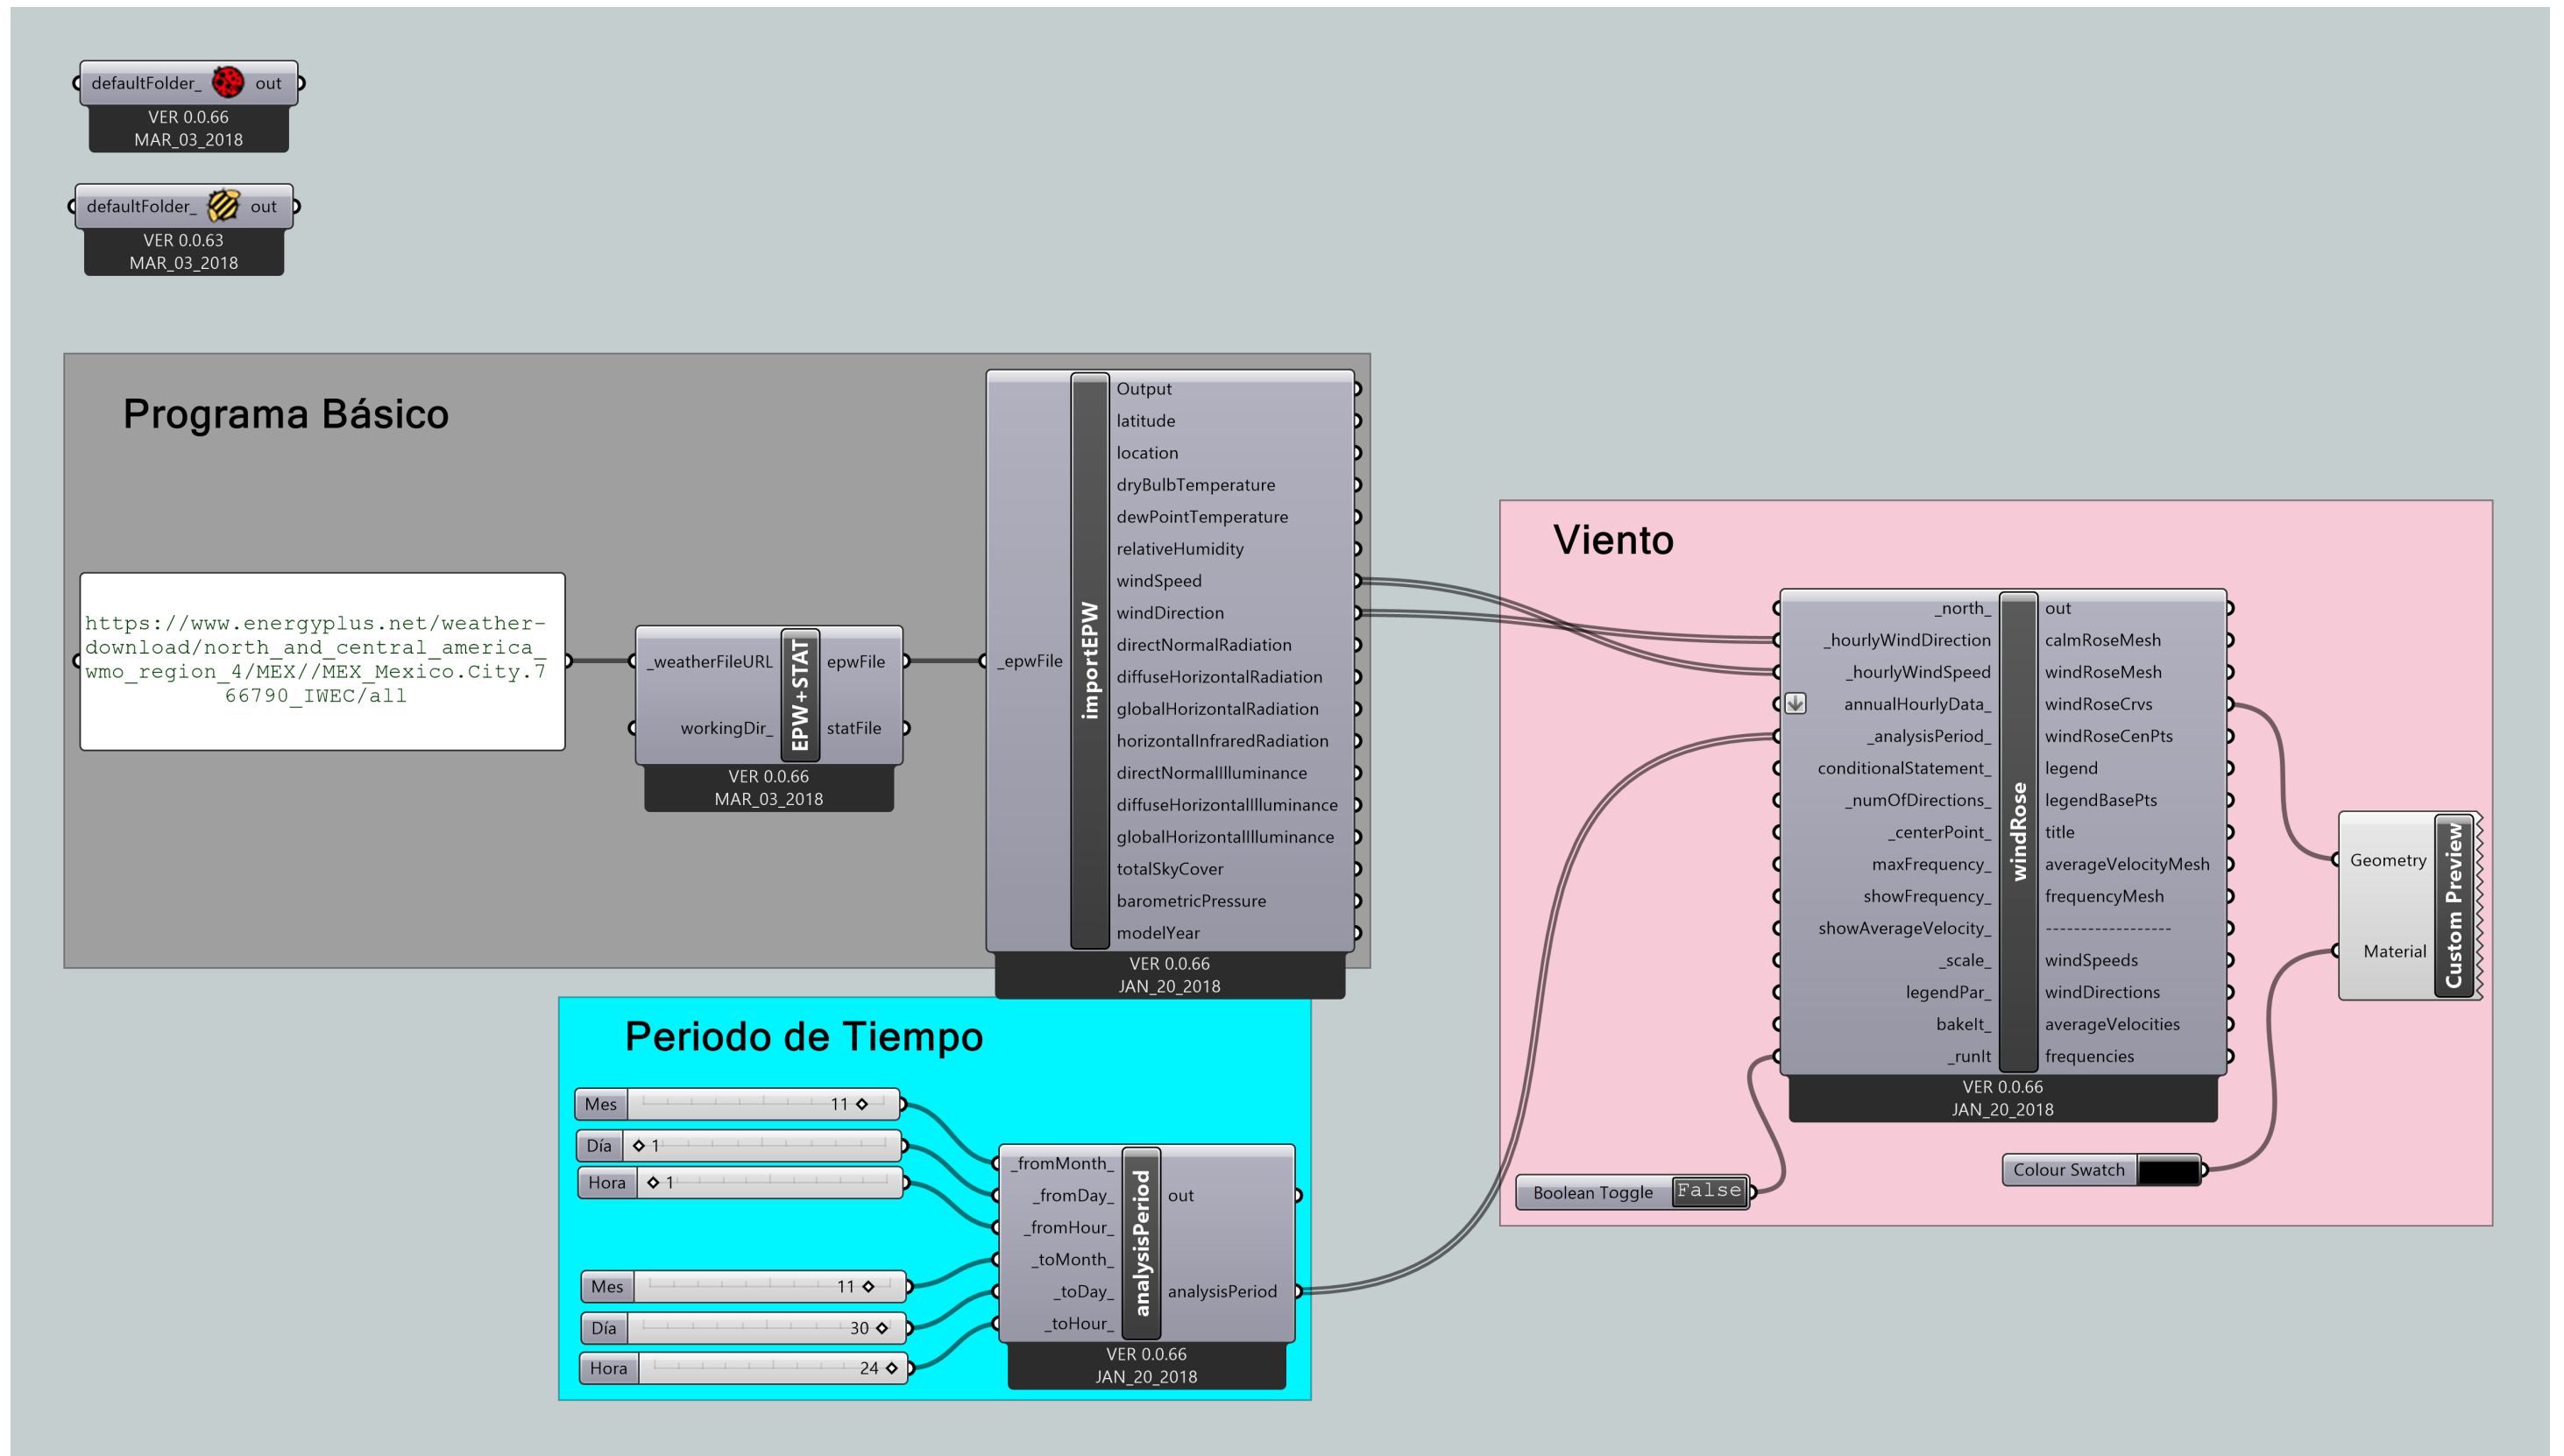 defaultFolder_ out
VER 0.0.66
MAR_03_2018
defaultFolder_ out
VER 0.0.63
MAR_03_2018
Programa Básico
https://www.energyplus.net/weather-
download/north_and_central_america_
wmo_region_4/MEX//MEX_Mexico.City.7
66790_IWEC/all
_weatherFileURL
workingDir_
EPW+STAT
epwFile
statFile
VER 0.0.66
MAR_03_2018
_epwFile
importEPW
Output
latitude
location
dryBulbTemperature
dewPointTemperature
relativeHumidity
windSpeed
windDirection
directNormalRadiation
diffuseHorizontalRadiation
globalHorizontalRadiation
horizontalInfraredRadiation
directNormalIlluminance
diffuseHorizontalIlluminance
globalHorizontalIlluminance
totalSkyCover
barometricPressure
modelYear
VER 0.0.66
JAN_20_2018
Periodo de Tiempo
Mes 11
Día 1
Hora 1
Mes 11
Día 30
Hora 24
_fromMonth_
_fromDay_
_fromHour_
_toMonth_
_toDay_
_toHour_
analysisPeriod
out
analysisPeriod
VER 0.0.66
JAN_20_2018
Viento
_north_
_hourlyWindDirection
_hourlyWindSpeed
annualHourlyData_
_analysisPeriod_
conditionalStatement_
_numOfDirections_
_centerPoint_
maxFrequency_
showFrequency_
showAverageVelocity_
_scale_
legendPar_
bakeIt_
_runIt
windRose
out
calmRoseMesh
windRoseMesh
windRoseCrvs
windRoseCenPts
legend
legendBasePts
title
averageVelocityMesh
frequencyMesh
------------------
windSpeeds
windDirections
averageVelocities
frequencies
VER 0.0.66
JAN_20_2018
Boolean Toggle False
Colour Swatch
Geometry
Material
Custom Preview